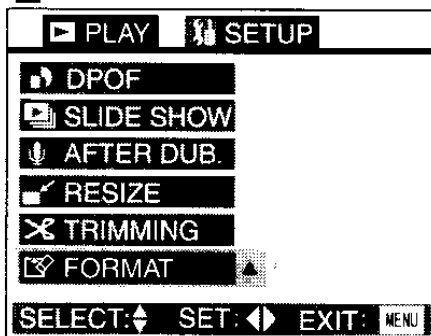 PLAY SETUP
DPOF
SLIDE SHOW
AFTER DUB.
RESIZE
TRIMMING
FORMAT
SELECT: SET: EXIT: MENU